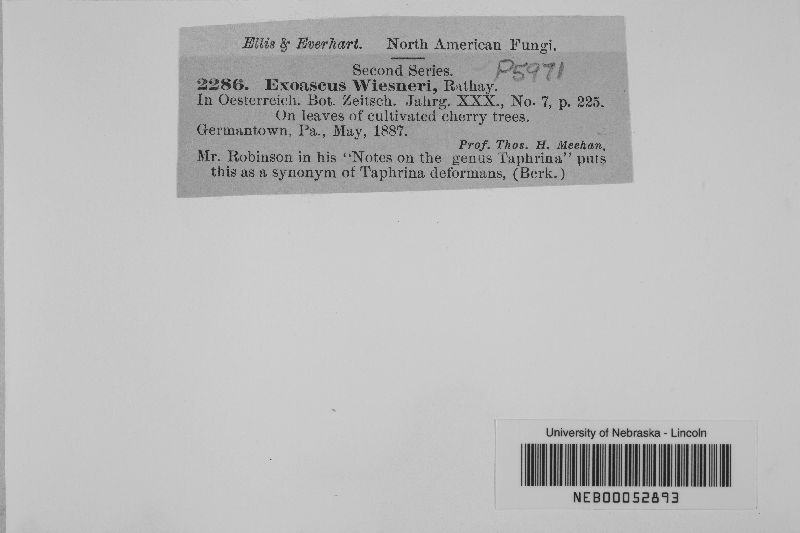 Ellis & Everhart. North American Fungi.
Second Series. P5971
2286. Exoascus Wiesneri, Rathay.
In Oesterreich. Bot. Zeitsch. Jahrg. XXX., No. 7, p. 225.
On leaves of cultivated cherry trees.
Germantown, Pa., May, 1887.
Prof. Thos. H. Meehan.
Mr. Robinson in his "Notes on the genus Taphrina" puts
this as a synonym of Taphrina deformans, (Berk.)
University of Nebraska - Lincoln
NEB00052893